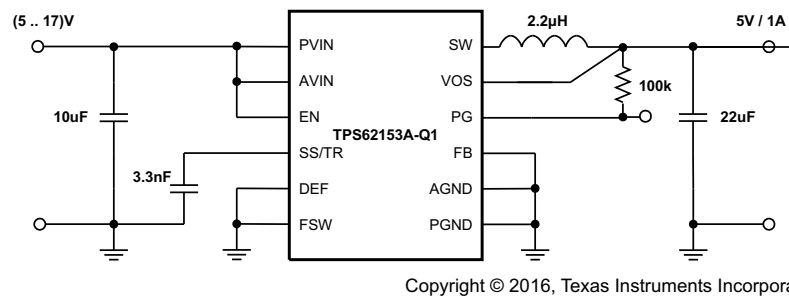 (5 .. 17)V
2.2µH
5V / 1A
PVIN
SW
AVIN
VOS
100k
10uF
EN
PG
22uF
TPS62153A-Q1
SS/TR
FB
3.3nF
DEF
AGND
FSW
PGND
Copyright © 2016, Texas Instruments Incorpora